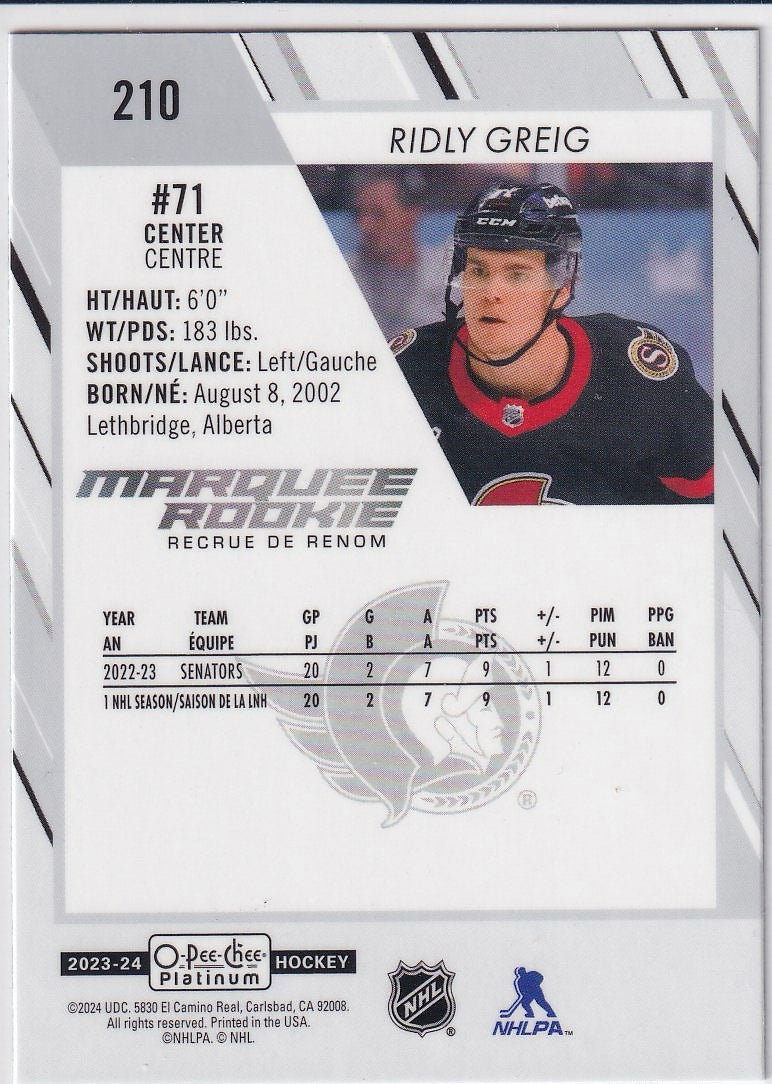 210
RIDLY GREIG
#71
CENTER
CENTRE
HT/HAUT: 6'0"
WT/PDS: 183 lbs.
SHOOTS/LANCE: Left/Gauche
BORN/NÉ: August 8, 2002
Lethbridge, Alberta
CCM
MARQUEE
ROOKIE
RECRUE DE RENOM
YEAR TEAM GP G A PTS +/- PIM PPG
AN ÉQUIPE PJ B A PTS +/- PUN BAN
2022-23 SENATORS 20 2 7 9 1 12 0
1 NHL SEASON/SAISON DE LA LNH 20 2 7 9 1 12 0
®
2023-24 O-Pee-Chee® HOCKEY
Platinum
©2024 UDC. 5830 El Camino Real, Carlsbad, CA 92008.
All rights reserved. Printed in the USA.
©NHLPA. © NHL.
NHL ®
NHLPA™